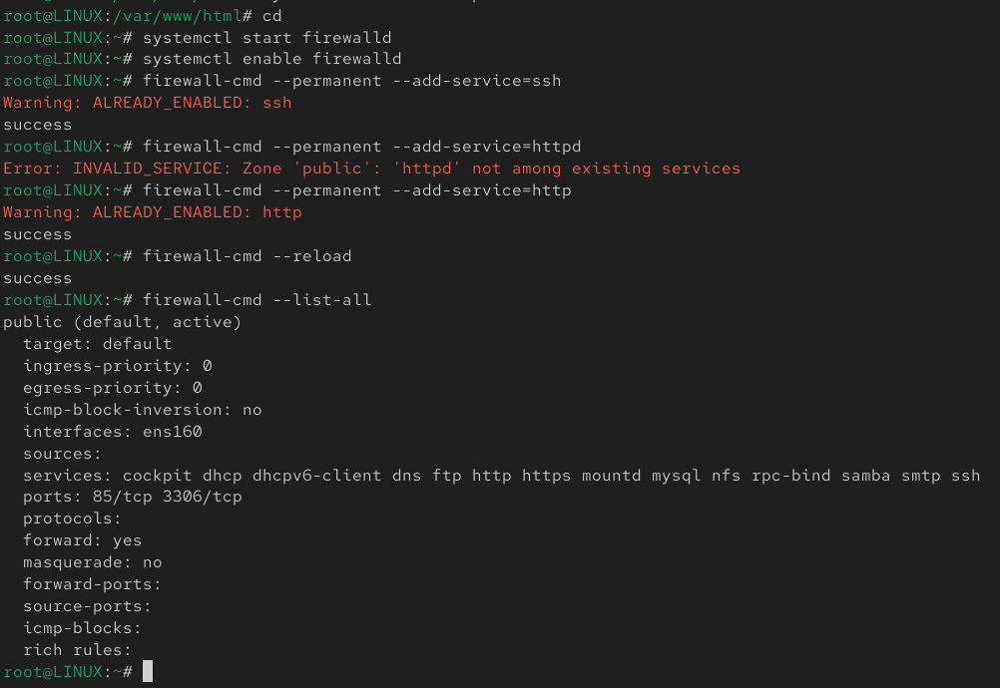 root@LINUX:/var/www/html# cd
root@LINUX:~# systemctl start firewalld
root@LINUX:~# systemctl enable firewalld
root@LINUX:~# firewall-cmd --permanent --add-service=ssh
Warning: ALREADY_ENABLED: ssh
success
root@LINUX:~# firewall-cmd --permanent --add-service=httpd
Error: INVALID_SERVICE: Zone 'public': 'httpd' not among existing services
root@LINUX:~# firewall-cmd --permanent --add-service=http
Warning: ALREADY_ENABLED: http
success
root@LINUX:~# firewall-cmd --reload
success
root@LINUX:~# firewall-cmd --list-all
public (default, active)
  target: default
  ingress-priority: 0
  egress-priority: 0
  icmp-block-inversion: no
  interfaces: ens160
  sources:
  services: cockpit dhcp dhcpv6-client dns ftp http https mountd mysql nfs rpc-bind samba smtp ssh
  ports: 85/tcp 3306/tcp
  protocols:
  forward: yes
  masquerade: no
  forward-ports:
  source-ports:
  icmp-blocks:
  rich rules:
root@LINUX:~#